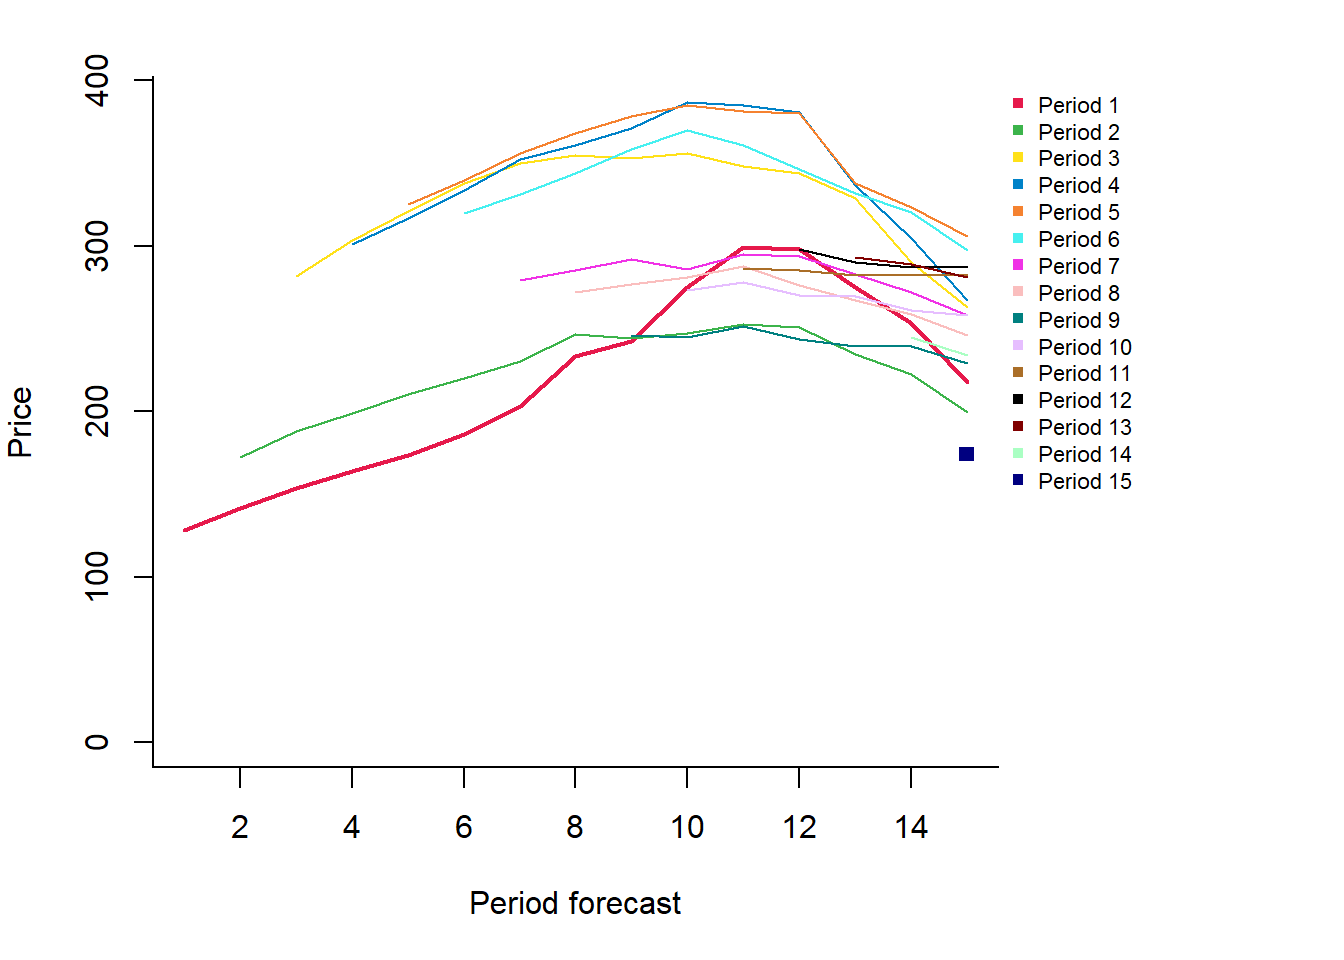 400
300
200
100
0
Price
2 4 6 8 10 12 14
Period forecast
Period 1
Period 2
Period 3
Period 4
Period 5
Period 6
Period 7
Period 8
Period 9
Period 10
Period 11
Period 12
Period 13
Period 14
Period 15